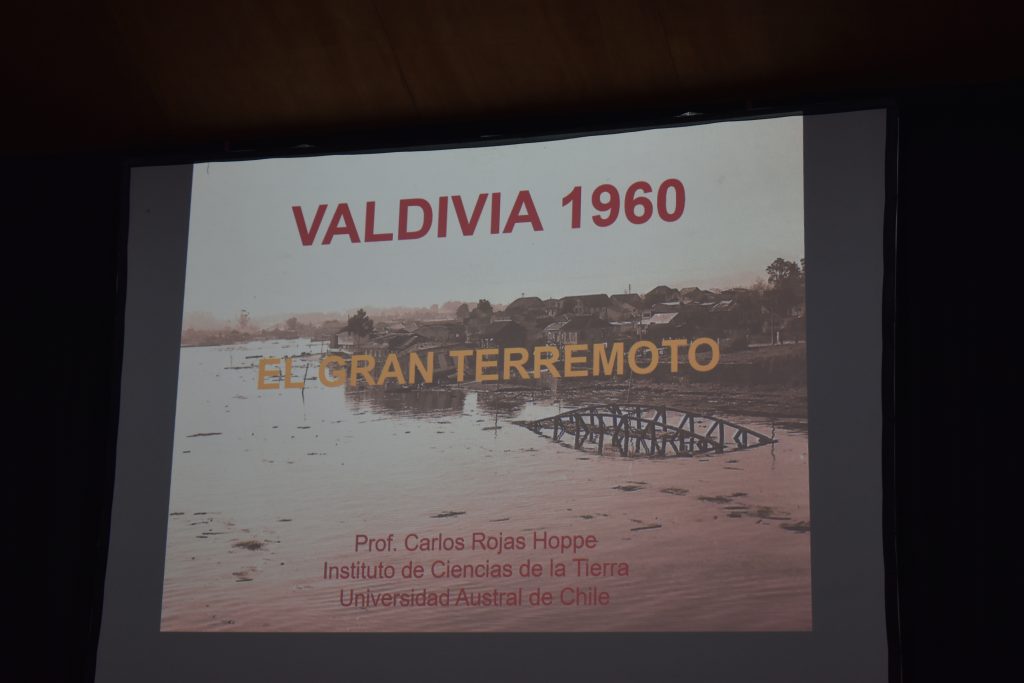 VALDIVIA 1960
EL GRAN TERREMOTO
Prof. Carlos Rojas Hoppe
Instituto de Ciencias de la Tierra
Universidad Austral de Chile